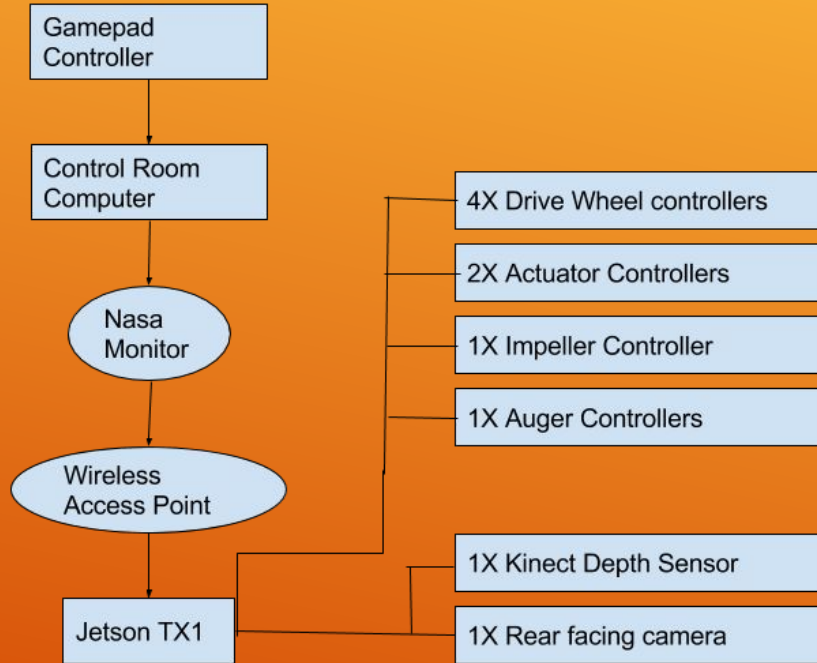 Gamepad
Controller
Control Room
Computer
Nasa
Monitor
Wireless
Access Point
Jetson TX1
4X Drive Wheel controllers
2X Actuator Controllers
1X Impeller Controller
1X Auger Controllers
1X Kinect Depth Sensor
1X Rear facing camera